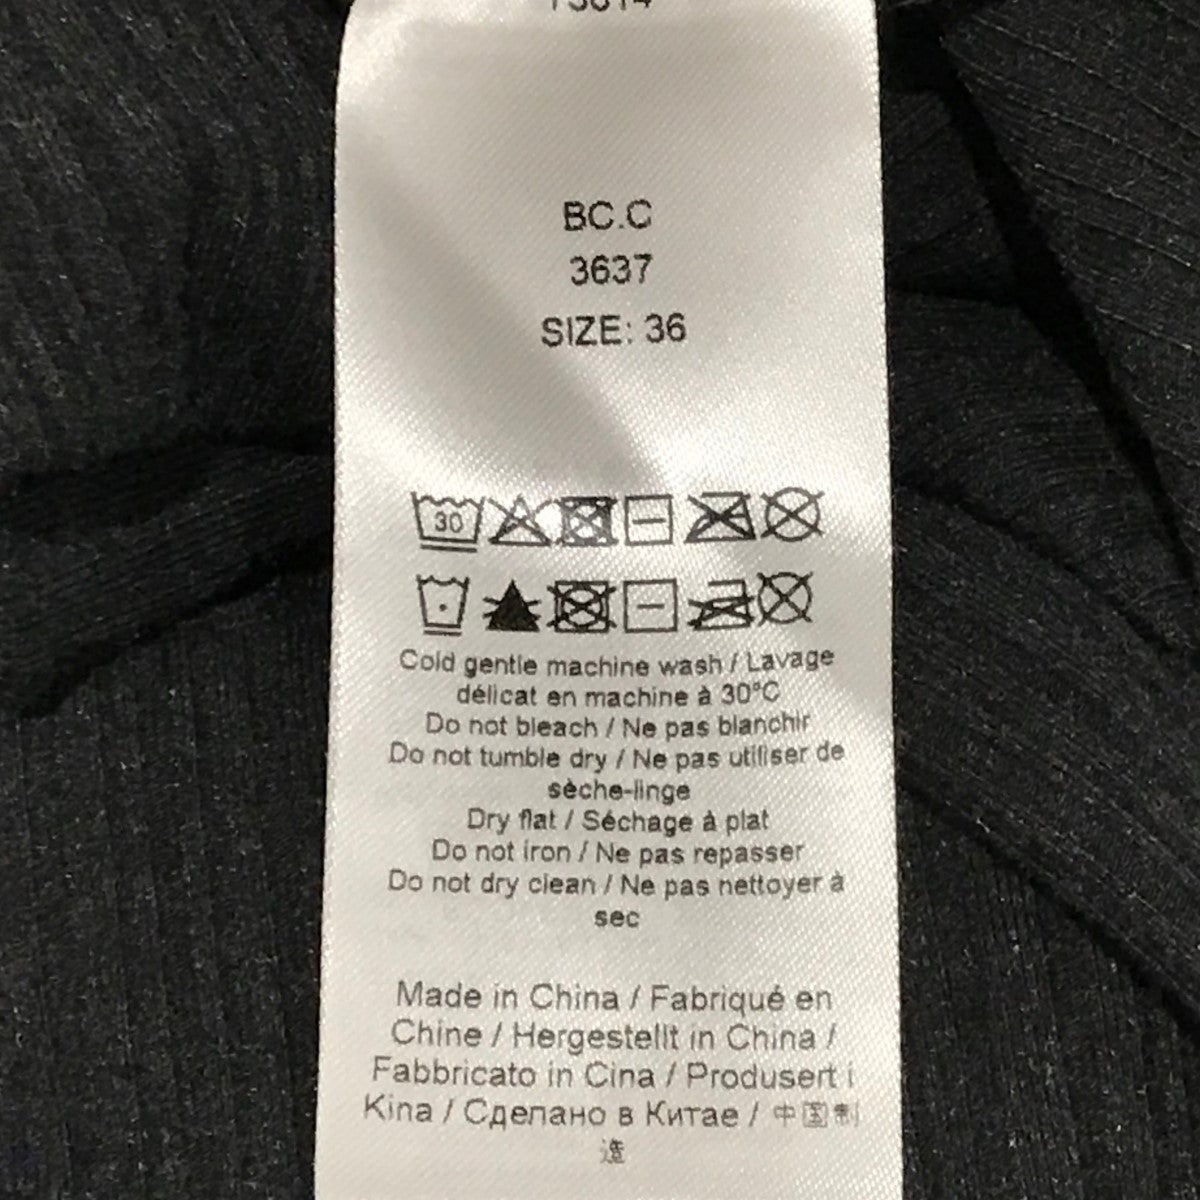 BC.C
3637
SIZE: 36
30
Cold gentle machine wash / Lavage
délicat en machine à 30°C
Do not bleach / Ne pas blanchir
Do not tumble dry / Ne pas utiliser de
sèche-linge
Dry flat / Séchage à plat
Do not iron / Ne pas repasser
Do not dry clean / Ne pas nettoyer à
sec
Made in China / Fabriqué en
Chine / Hergestellt in China /
Fabbricato in Cina / Produsert i
Kina / Сделано в Китае / 中国制
造